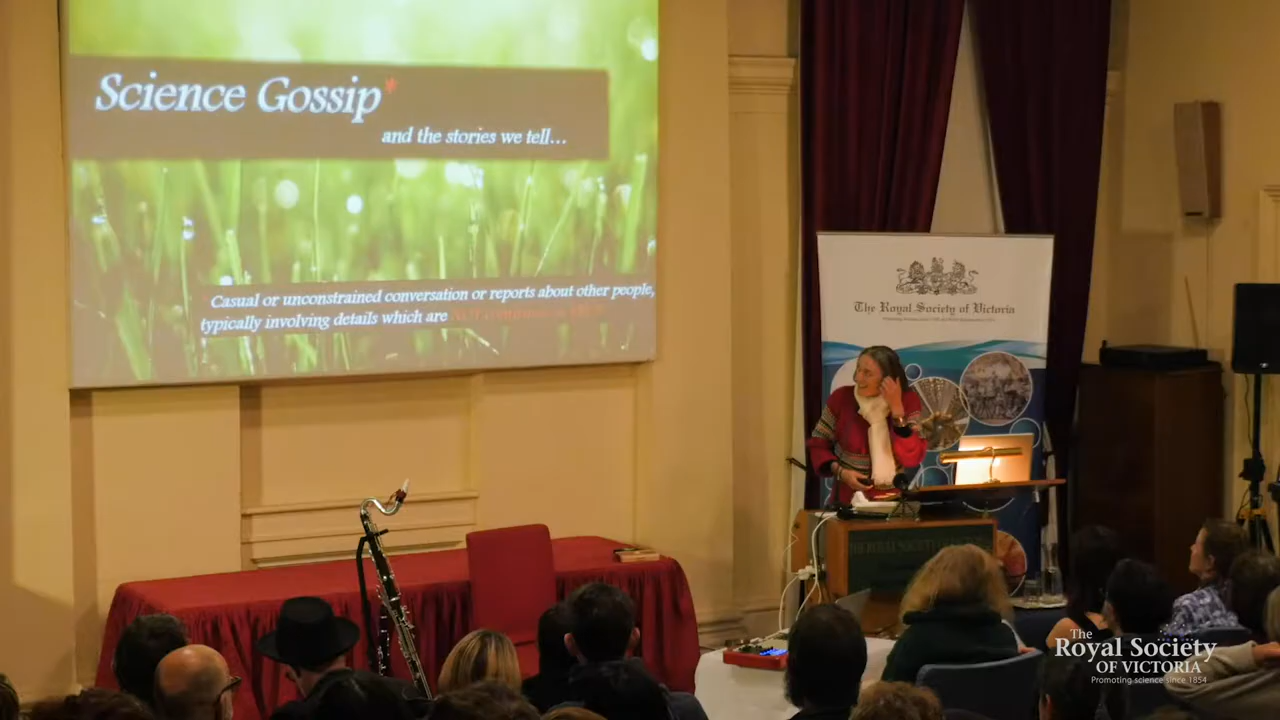 Science Gossip*
and the stories we tell...
Casual or unconstrained conversation or reports about other people,
typically involving details which are
The Royal Society of Victoria
The
Royal Society
OF VICTORIA
Promoting science since 1854